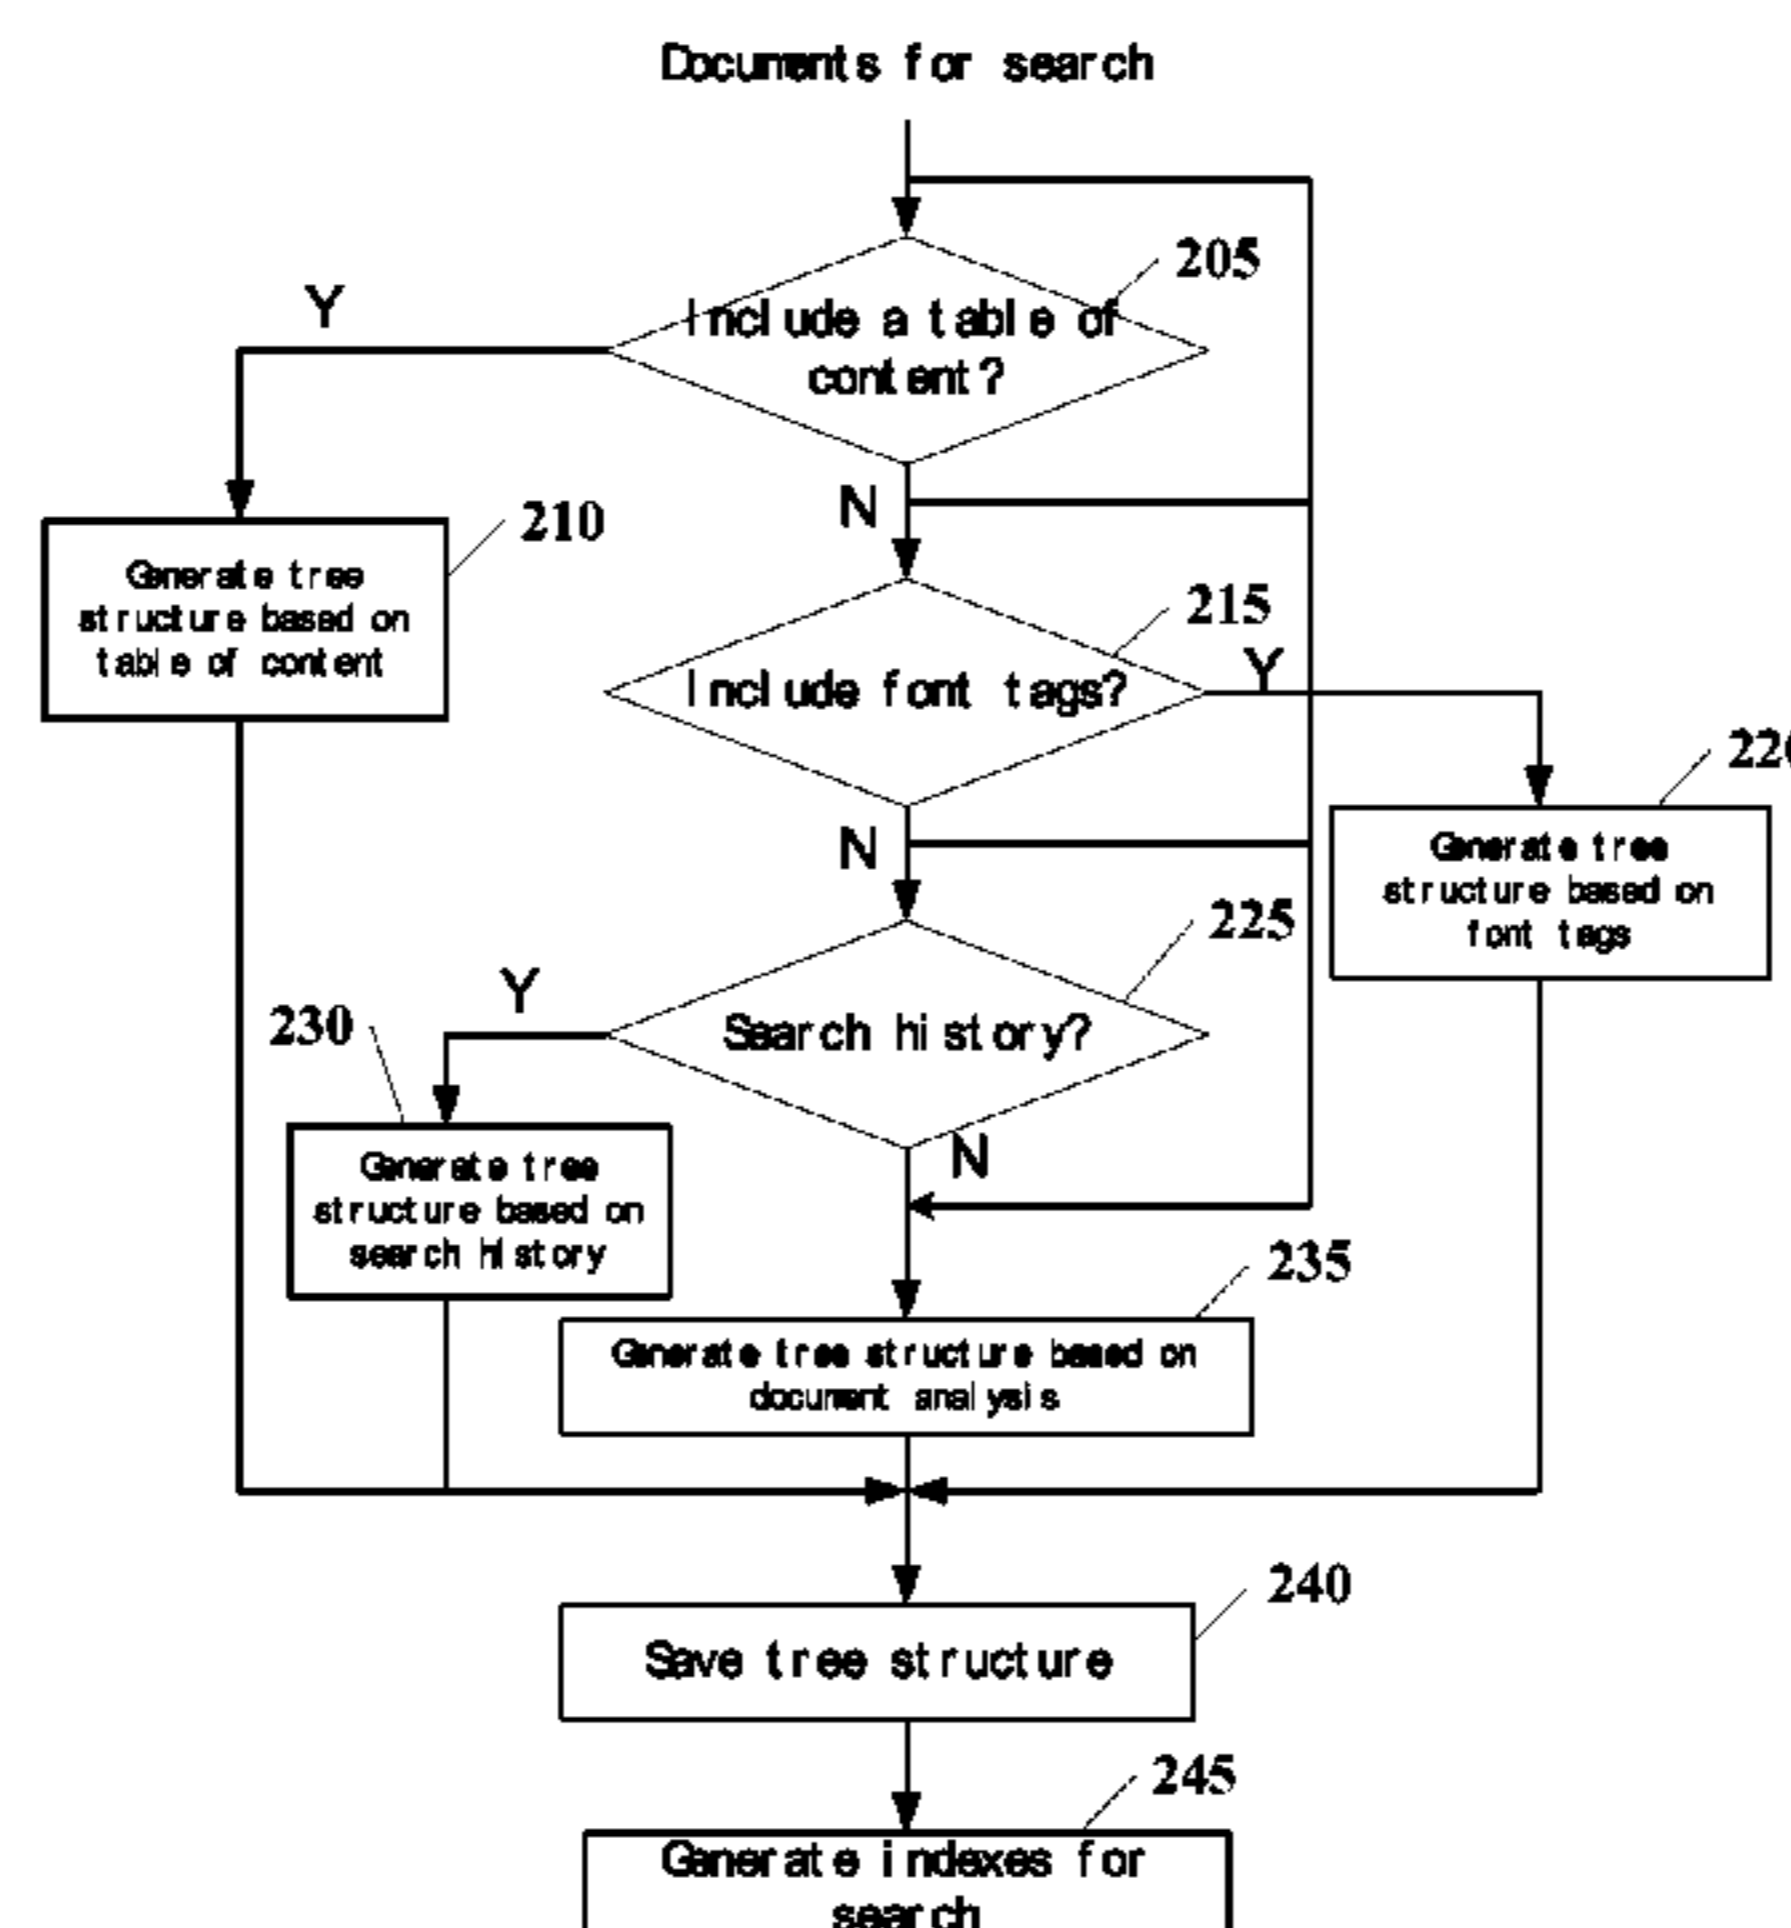 Documents for search
205
Y
Include a table of
content?
N
210
Generate tree
structure based on
table of content
215
Include font tags?
Y
220
Generate tree
structure based on
font tags
N
225
Search history?
Y
230
Generate tree
structure based on
search history
N
235
Generate tree structure based on
document analysis
240
Save tree structure
245
Generate indexes for
search